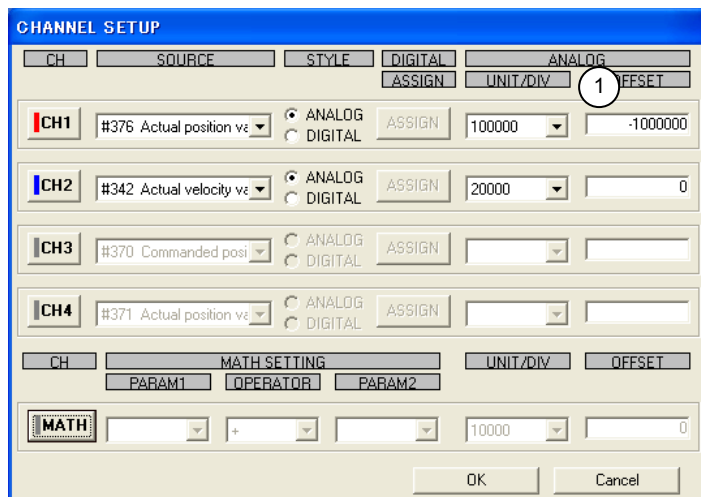 CHANNEL SETUP
CH SOURCE STYLE DIGITAL ANALOG
ASSIGN UNIT/DIV OFFSET
1
CH1 #376 Actual position va ANALOG DIGITAL ASSIGN 100000 -1000000
CH2 #342 Actual velocity va ANALOG DIGITAL ASSIGN 20000 0
CH3 #370 Commanded posi ANALOG DIGITAL ASSIGN
CH4 #371 Actual position va ANALOG DIGITAL ASSIGN
CH MATH SETTING UNIT/DIV OFFSET
PARAM1 OPERATOR PARAM2
MATH + 10000 0
OK Cancel